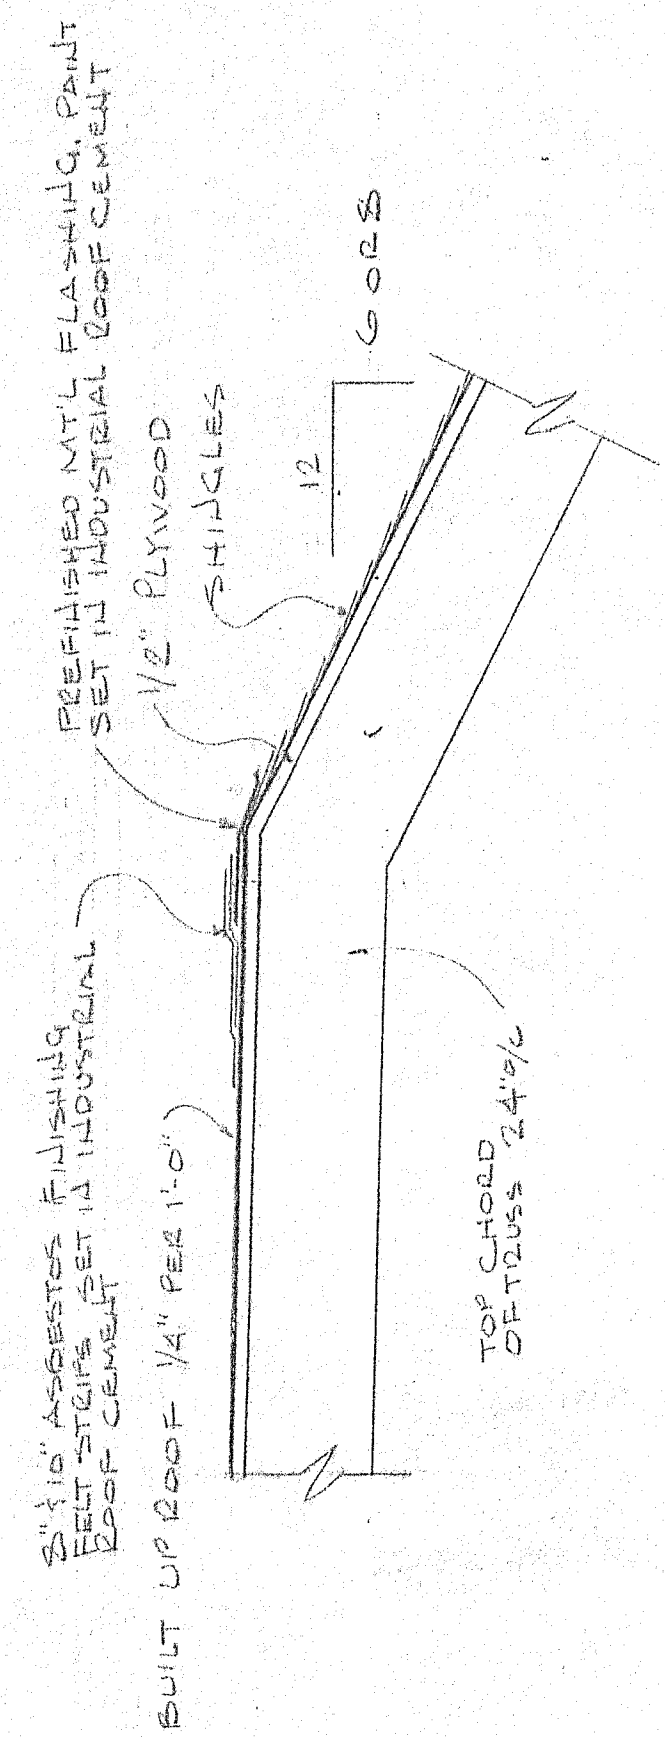 8" & 10" ASBESTOS FINISHING
FELT STRIPS SET IN INDUSTRIAL
ROOF CEMENT
PREFINISHED MT'L FLASHING, PAINT
SET IN INDUSTRIAL ROOF CEMENT
BUILT UP ROOF 1/4" PER 1'-0"
1/2" PLYWOOD
SHINGLES
12
6 OR 8
TOP CHORD
OF TRUSS 24" o/c